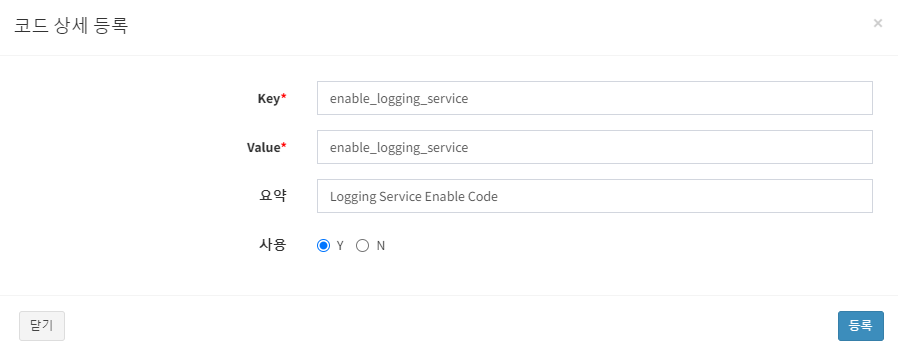 코드 상세 등록
×
Key*
enable_logging_service
Value*
enable_logging_service
요약
Logging Service Enable Code
사용
Y N
닫기
등록